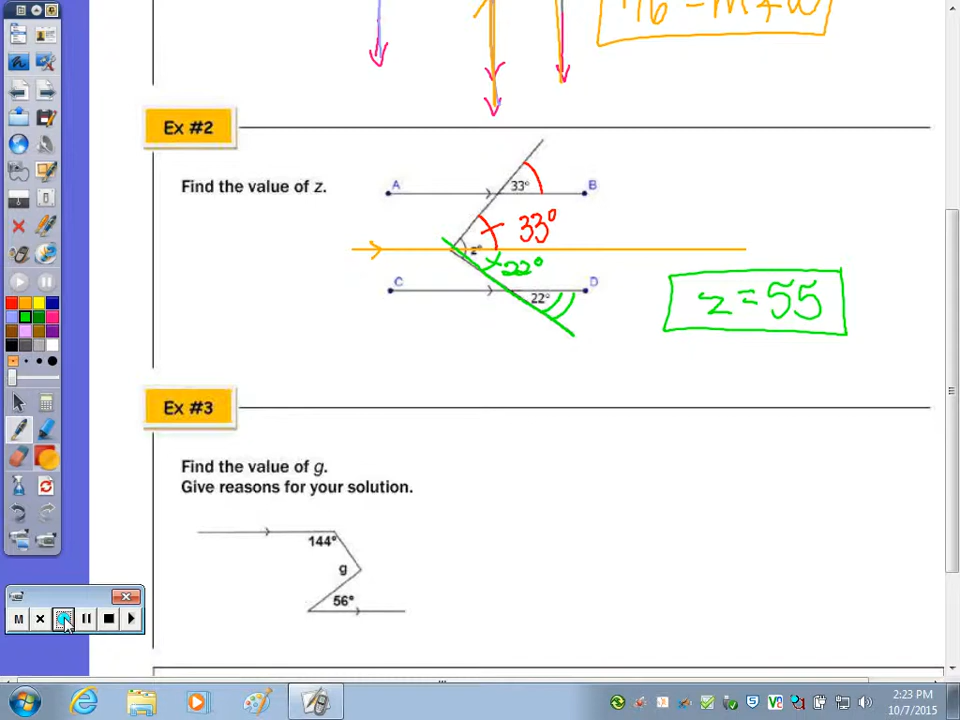 Ex #2
Find the value of z.
A
B
33°
33°
z°
22°
C
D
22°
z = 55
Ex #3
Find the value of g.
Give reasons for your solution.
144°
g
56°
M
2:23 PM
10/7/2015